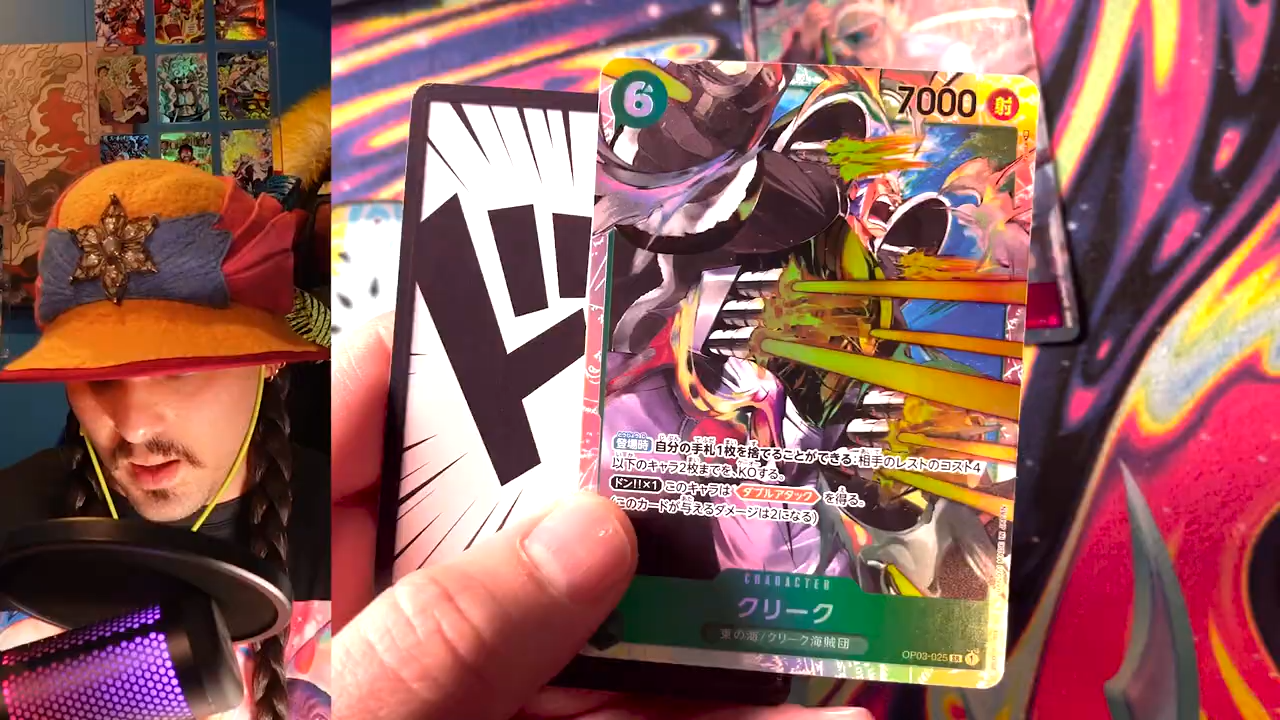 6
7000 射
ド
登場時 自分の手札1枚を捨てることができる:相手のレストのコスト4
以下のキャラ2枚までを、KOする。
ドン!!×1 このキャラは ダブルアタック を得る。
(このカードが与えるダメージは2になる)
CHARACTER
クリーク
東の海/クリーク海賊団
OP03-025 SR 1